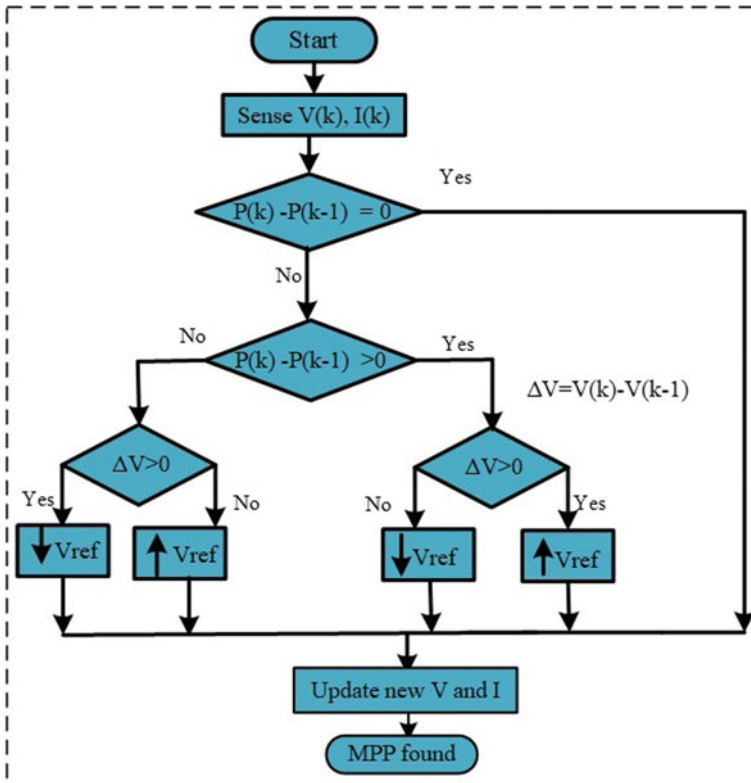 Start
Sense V(k), I(k)
Yes
P(k) -P(k-1) = 0
No
No
P(k) -P(k-1) >0
Yes
ΔV=V(k)-V(k-1)
ΔV>0
ΔV>0
Yes
No
No
Yes
Vref
Vref
Vref
Vref
Update new V and I
MPP found